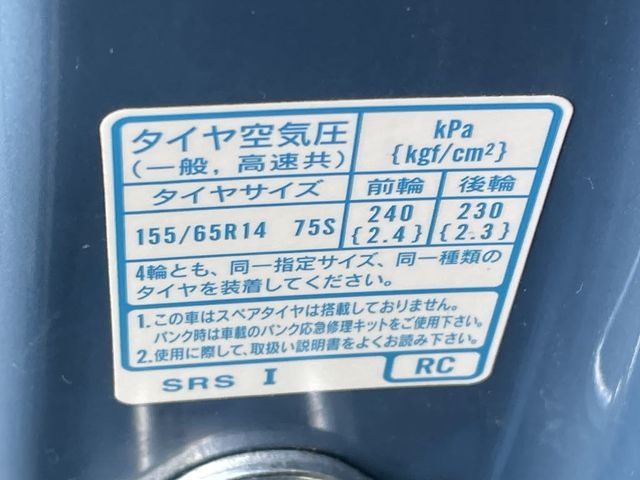 タイヤ空気圧
(一般, 高速共)
kPa
{kgf/cm²}
タイヤサイズ 前輪 後輪
155/65R14 75S 240 230
{2.4} {2.3}
4輪とも、同一指定サイズ、同一種類の
タイヤを装着してください。
1. この車はスペアタイヤは搭載しておりません。
パンク時は車載のパンク応急修理キットをご使用下さい。
2. 使用に際して、取扱い説明書をよくお読み下さい。
SRS I RC